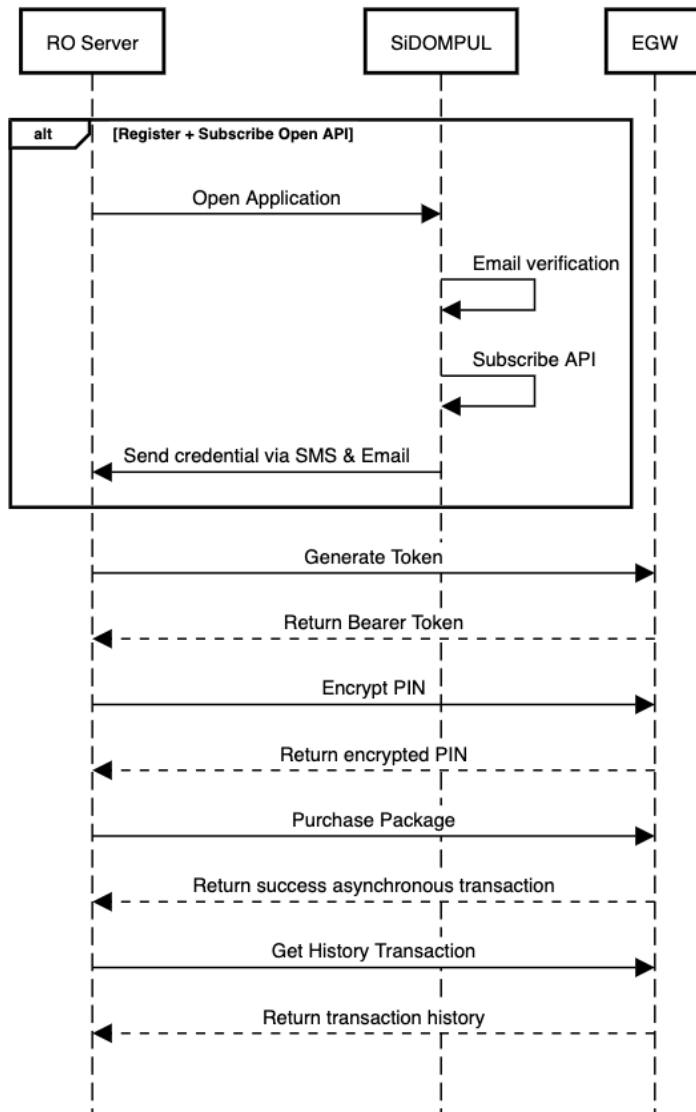 RO Server
SiDOMPUL
EGW
alt
[Register + Subscribe Open API]
Open Application
Email verification
Subscribe API
Send credential via SMS & Email
Generate Token
Return Bearer Token
Encrypt PIN
Return encrypted PIN
Purchase Package
Return success asynchronous transaction
Get History Transaction
Return transaction history